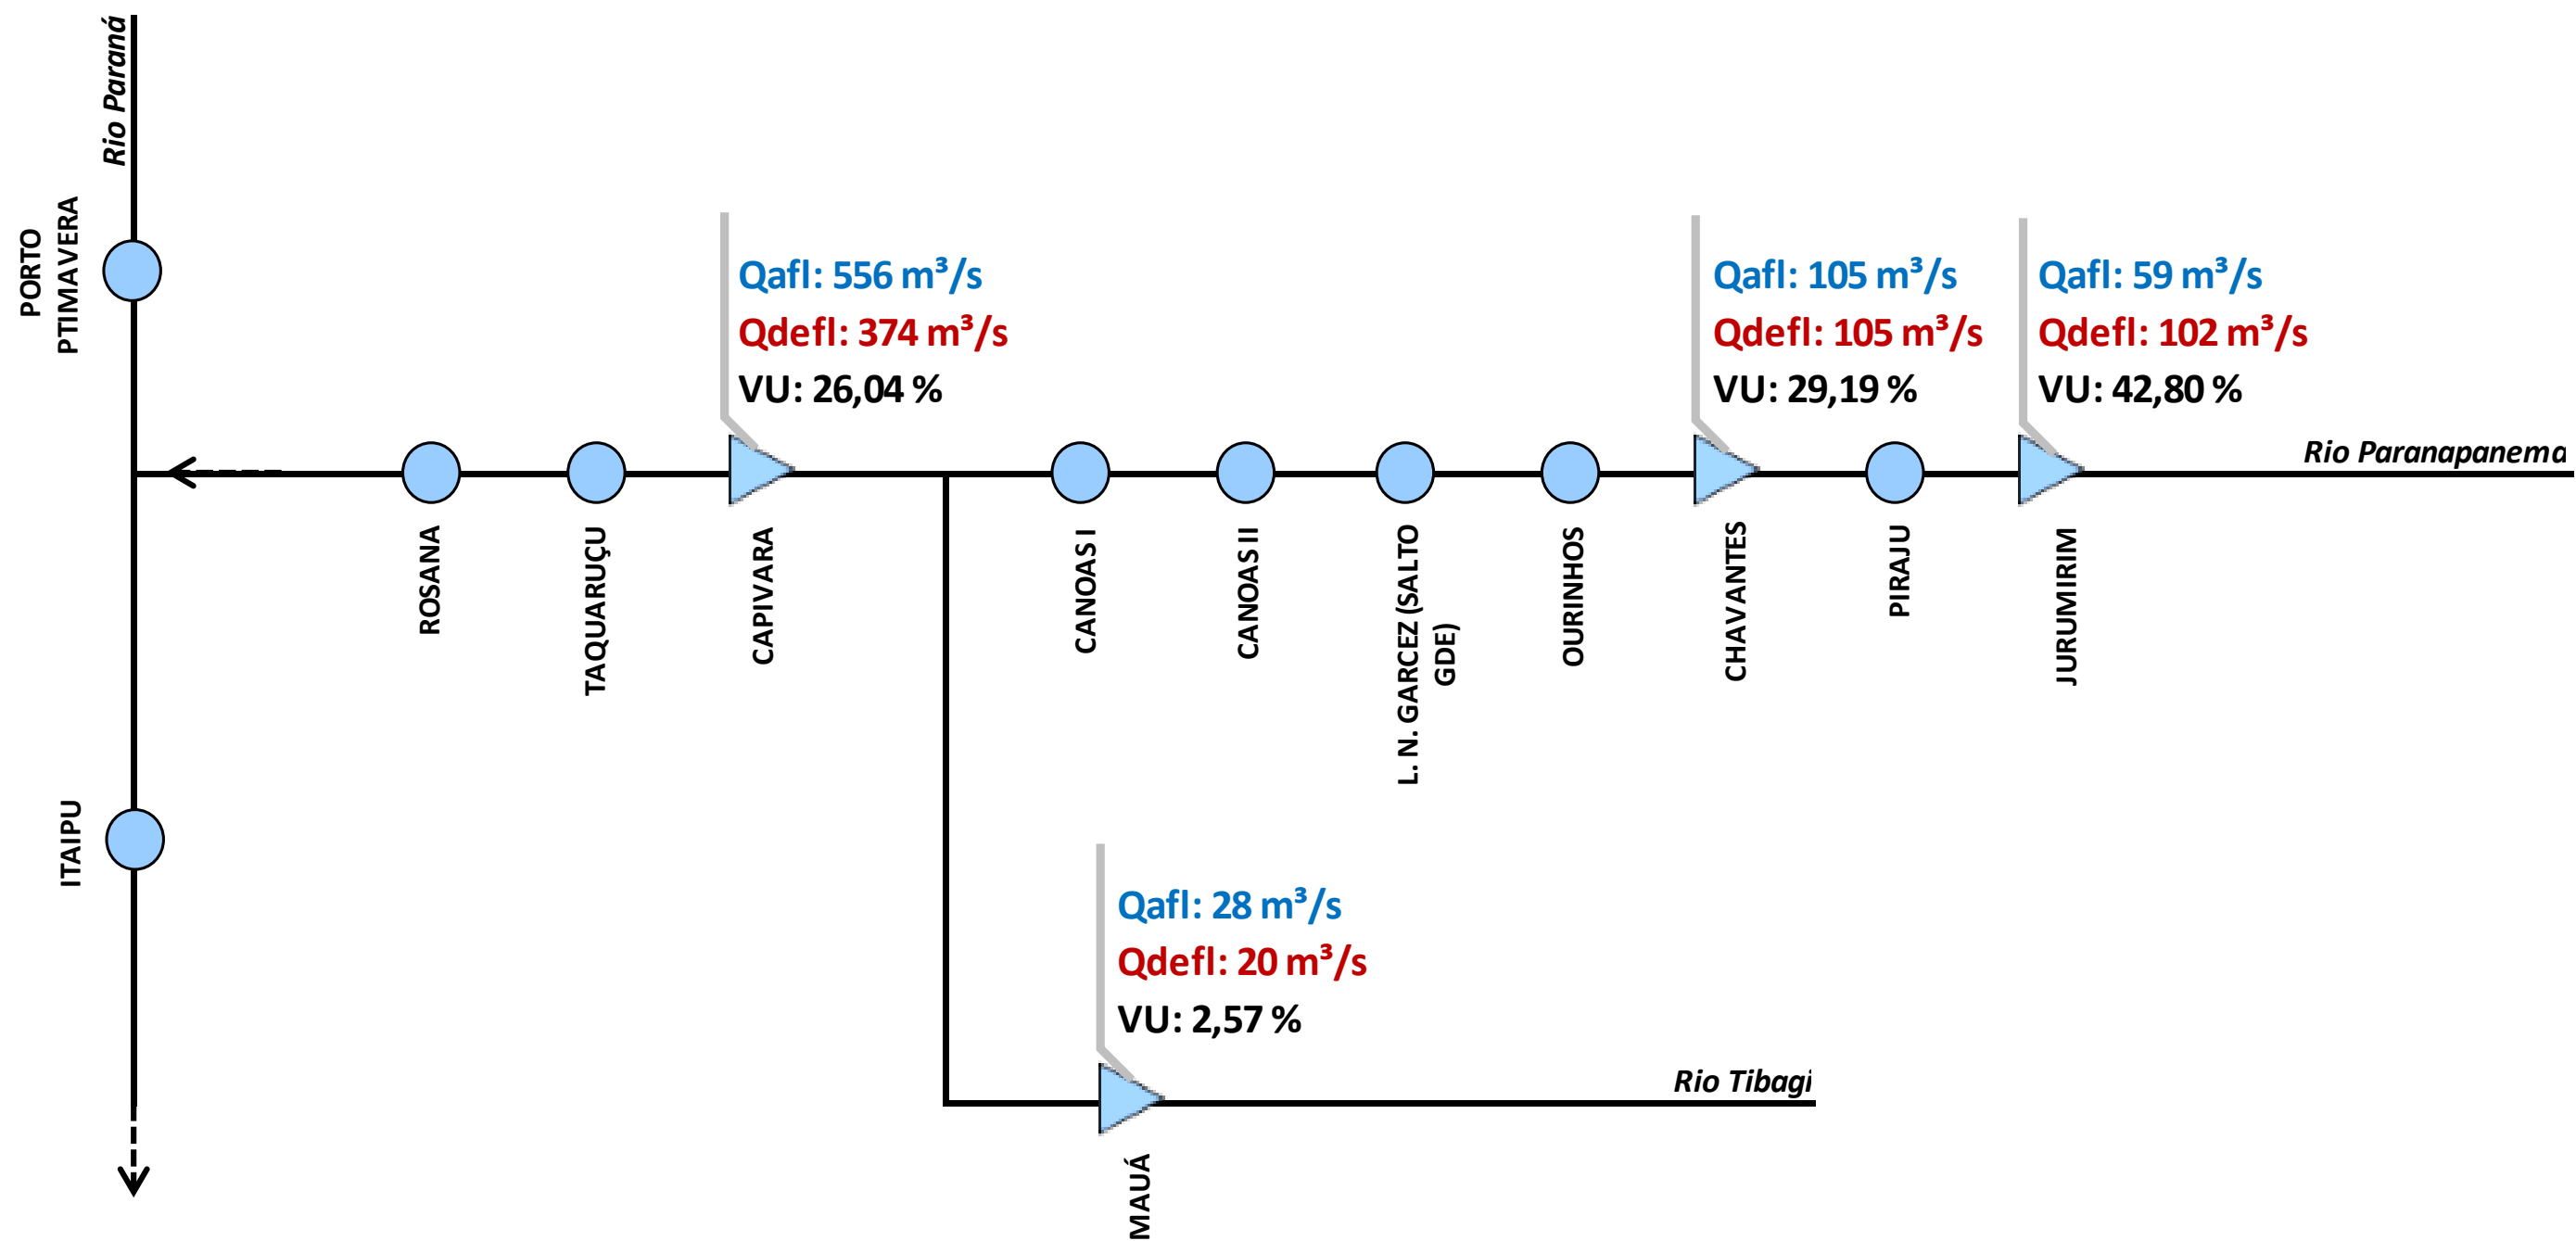 Rio Paraná
PORTO
PTIMAVERA
Qafl: 556 m³/s
Qdefl: 374 m³/s
VU: 26,04 %
Qafl: 105 m³/s
Qdefl: 105 m³/s
VU: 29,19 %
Qafl: 59 m³/s
Qdefl: 102 m³/s
VU: 42,80 %
Rio Paranapanema
ROSANA
TAQUARUÇU
CAPIVARA
CANOAS I
CANOAS II
L. N. GARCEZ (SALTO
GDE)
OURINHOS
CHAVANTES
PIRAJU
JURUMIRIM
ITAIPU
Qafl: 28 m³/s
Qdefl: 20 m³/s
VU: 2,57 %
Rio Tibagi
MAUÁ